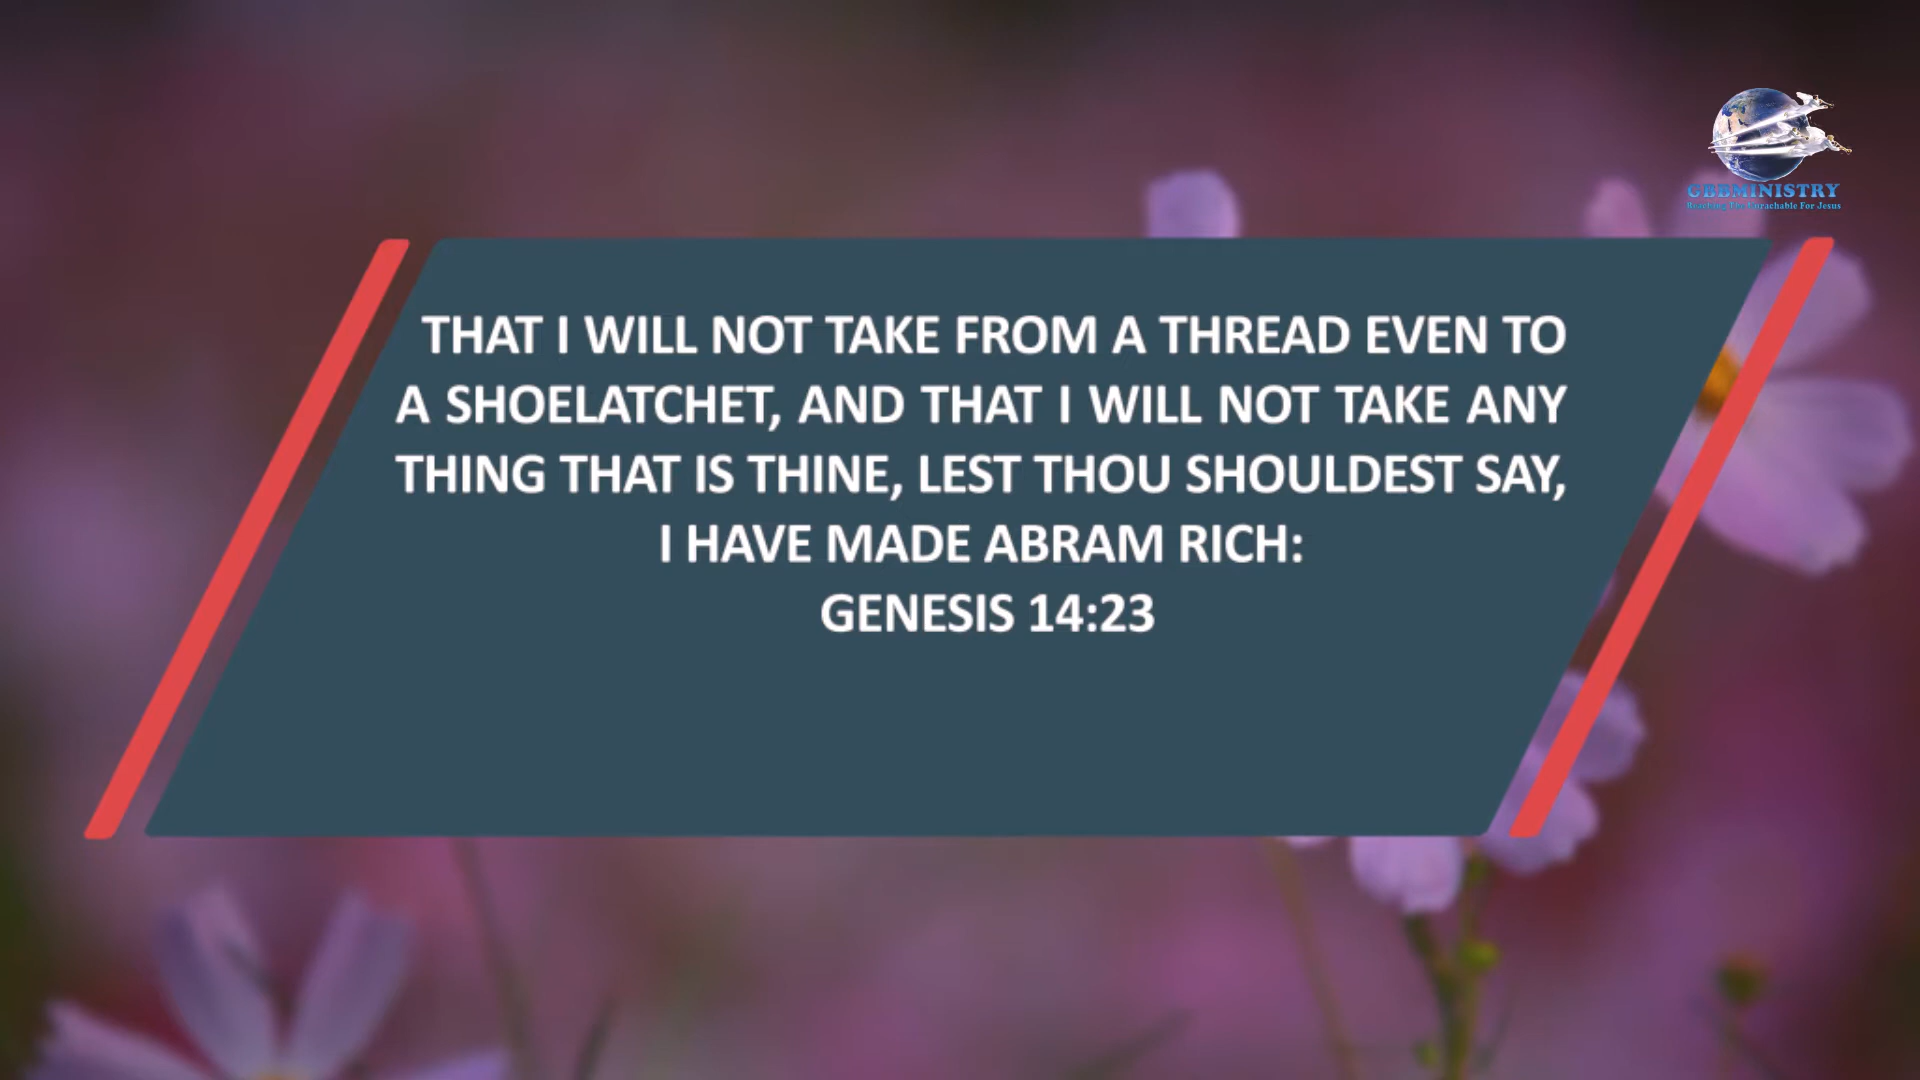 GBBMINISTRY
Reaching The Unrachable For Jesus
THAT I WILL NOT TAKE FROM A THREAD EVEN TO
A SHOELATCHET, AND THAT I WILL NOT TAKE ANY
THING THAT IS THINE, LEST THOU SHOULDEST SAY,
I HAVE MADE ABRAM RICH:
GENESIS 14:23